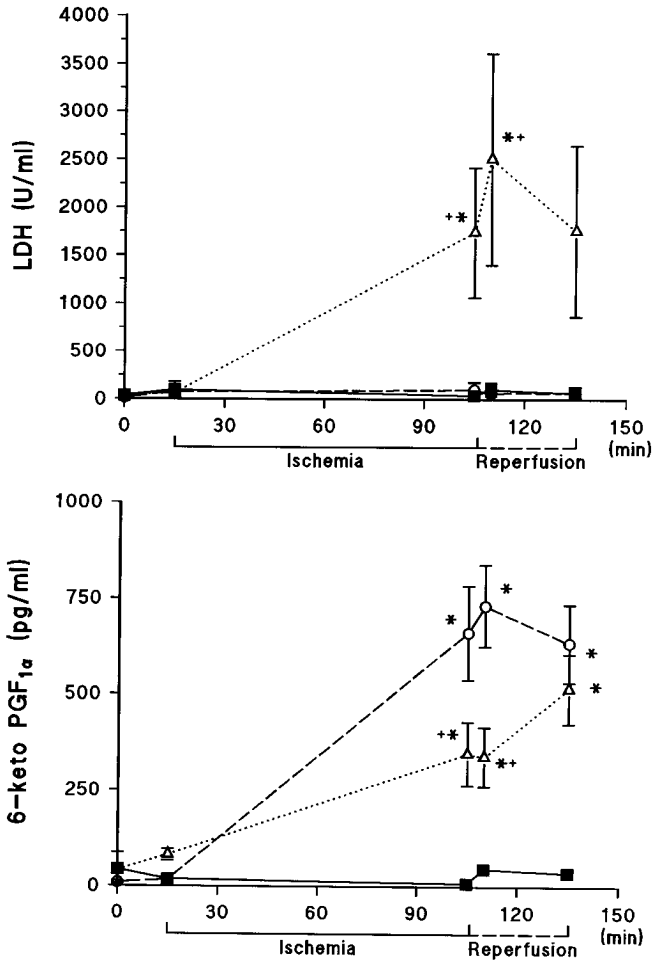 LDH (U/ml)
4000
3500
3000
2500
2000
1500
1000
500
0
*+
+*
0 30 60 90 120 150
(min)
Ischemia Reperfusion
6-keto PGF1α (pg/ml)
1000
750
500
250
0
*
*
*
*
+*
*+
0 30 60 90 120 150
(min)
Ischemia Reperfusion